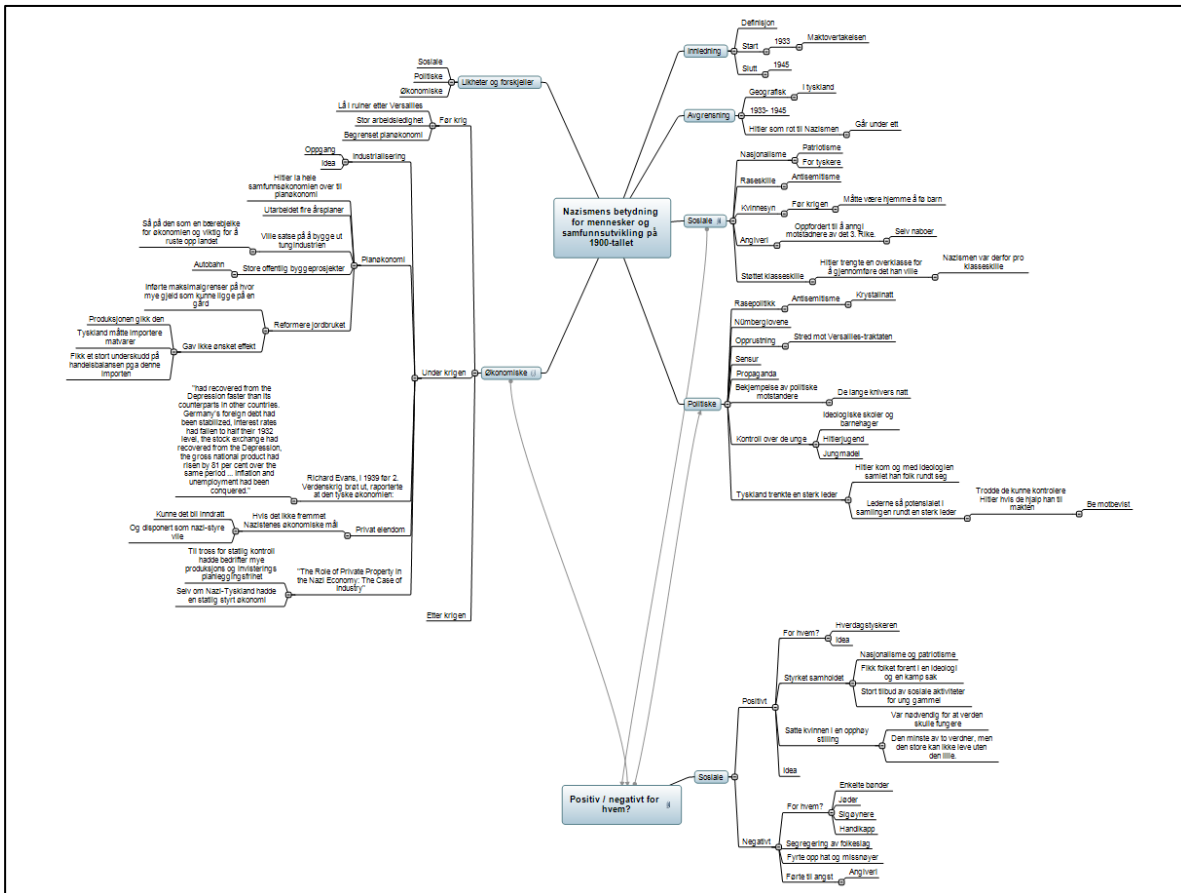 Nazismens betydning
for mennesker og
samfunnsutvikling på
1900-tallet
Innledning
Definisjon
Start
1933
Maktovertakelsen
Slutt
1945
Avgrensning
Geografisk
I tyskland
1933- 1945
Hitler som rot til Nazismen
Går under ett
Sosiale
Nasjonalisme
Patriotisme
For tyskere
Raseskille
Antisemitisme
Kvinnesyn
Før krigen
Måtte være hjemme å fø barn
Angiveri
Oppfordert til å anngi
motstadnere av det 3. Rike.
Selv naboer
Støttet klasseskille
Hitler trengte en overklasse for
å gjennomføre det han ville
Nazismen var derfor pro
klasseskille
Politiske
Rasepolitikk
Antisemitisme
Krystallnatt
Nürnberglovene
Opprustning
Stred mot Versailles-traktaten
Sensur
Propaganda
Bekjempelse av politiske
motstandere
De lange knivers natt
Kontroll over de unge
Ideologiske skoler og
barnehager
Hitlerjugend
Jungmadel
Tyskland trenkte en sterk leder
Hitler kom og med ideologien
samlet han folk rundt seg
Lederne så potensialet i
samlingen rundt en sterk leder
Trodde de kunne kontrolere
Hitler hvis de hjalp han til
makten
Be motbevist
Likheter og forskjeller
Sosiale
Politiske
Økonomiske
Økonomiske
Før krig
Lå i ruiner etter Versailles
Stor arbeidsledighet
Begrenset planøkonomi
Under krigen
Industrialisering
Oppgang
Idea
Planøkonomi
Hitler la hele
samfunnsøkonomien over til
planøkonomi
Utarbeidet fire årsplaner
Ville satse på å bygge ut
tungindustrien
Så på den som en bærebjelke
for økonomien og viktig for å
ruste opp landet
Store offentlig byggeprosjekter
Autobahn
Reformere jordbruket
Innførte maksimalgrenser på hvor
mye gjeld som kunne ligge på en
gård
Gav ikke ønsket effekt
Produksjonen gikk den
Tyskland måtte importere
matvarer
Fikk et stort underskudd på
handelsbalansen pga denne
importen
Richard Evans, i 1939 før 2.
Verdenskrig brøt ut, raporterte
at den tyske økonomien:
"had recovered from the
Depression faster than its
counterparts in other countries.
Germany's foreign debt had
been stabilized, interest rates
had fallen to half their 1932
level, the stock exchange had
recovered from the Depression,
the gross national product had
risen by 81 per cent over the
same period ... Inflation and
unemployment had been
conquered."
Privat eiendom
Hvis det ikke fremmet
Nazistenes økonomiske mål
Kunne det bli inndratt
Og disponert som nazi-styre
ville
"The Role of Private Property in
the Nazi Economy: The Case of
Industry"
Til tross for statlig kontroll
hadde bedrifter mye
produksjons og invisterings
planleggingsfrihet
Selv om Nazi-Tyskland hadde
en statlig styrt økonomi
Etter krigen
Positiv / negativt for
hvem?
Sosiale
Positivt
For hvem?
Hverdagstyskeren
Idea
Styrket samholdet
Nasjonalisme og patriotisme
Fikk folket forent i en ideologi
og en kamp sak
Stort tilbud av sosiale aktiviteter
for ung gammel
Satte kvinnen i en opphøy
stilling
Var nødvendig for at verden
skulle fungere
Den minste av to verdner, men
den store kan ikke leve uten
den lille.
Idea
Negativt
For hvem?
Enkelte bønder
Jøder
Sigøynere
Handikapp
Segregering av folkeslag
Fyrte opp hat og missnøyer
Førte til angst
Angiveri